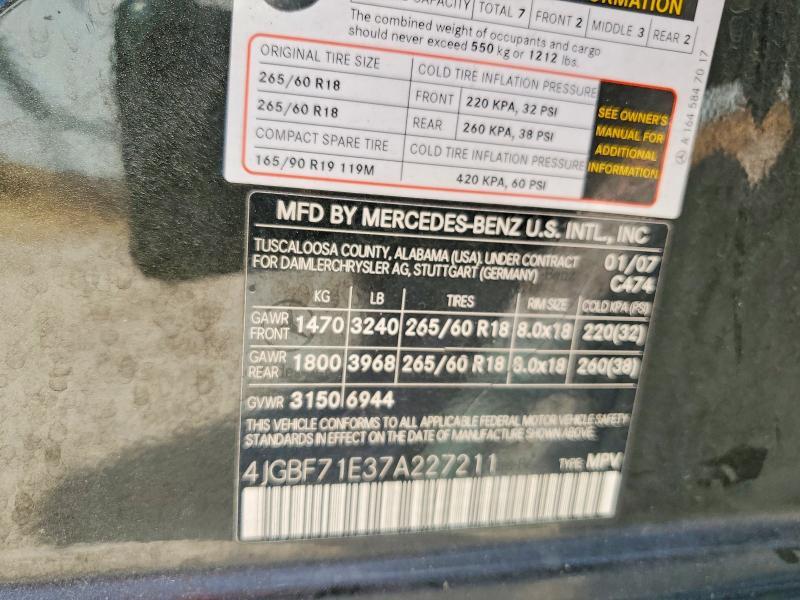 INFORMATION
CAPACITY TOTAL 7 FRONT 2 MIDDLE 3 REAR 2
The combined weight of occupants and cargo
should never exceed 550 kg or 1212 lbs.
ORIGINAL TIRE SIZE COLD TIRE INFLATION PRESSURE
265/60 R18 FRONT 220 KPA, 32 PSI
265/60 R18 REAR 260 KPA, 38 PSI
COMPACT SPARE TIRE COLD TIRE INFLATION PRESSURE
165/90 R19 119M 420 KPA, 60 PSI
SEE OWNER'S
MANUAL FOR
ADDITIONAL
INFORMATION
A 164 584 70 17
MFD BY MERCEDES-BENZ U.S. INTL., INC
TUSCALOOSA COUNTY, ALABAMA (USA), UNDER CONTRACT 01/07
FOR DAIMLERCHRYSLER AG, STUTTGART (GERMANY) C474
KG LB TIRES RIM SIZE COLD KPA (PSI)
GAWR FRONT 1470 3240 265/60 R18 8.0x18 220(32)
GAWR REAR 1800 3968 265/60 R18 8.0x18 260(38)
GVWR 3150 6944
THIS VEHICLE CONFORMS TO ALL APPLICABLE FEDERAL MOTOR VEHICLE SAFETY
STANDARDS IN EFFECT ON THE DATE OF MANUFACTURE SHOWN ABOVE.
4JGBF71E37A227211 TYPE: MPV